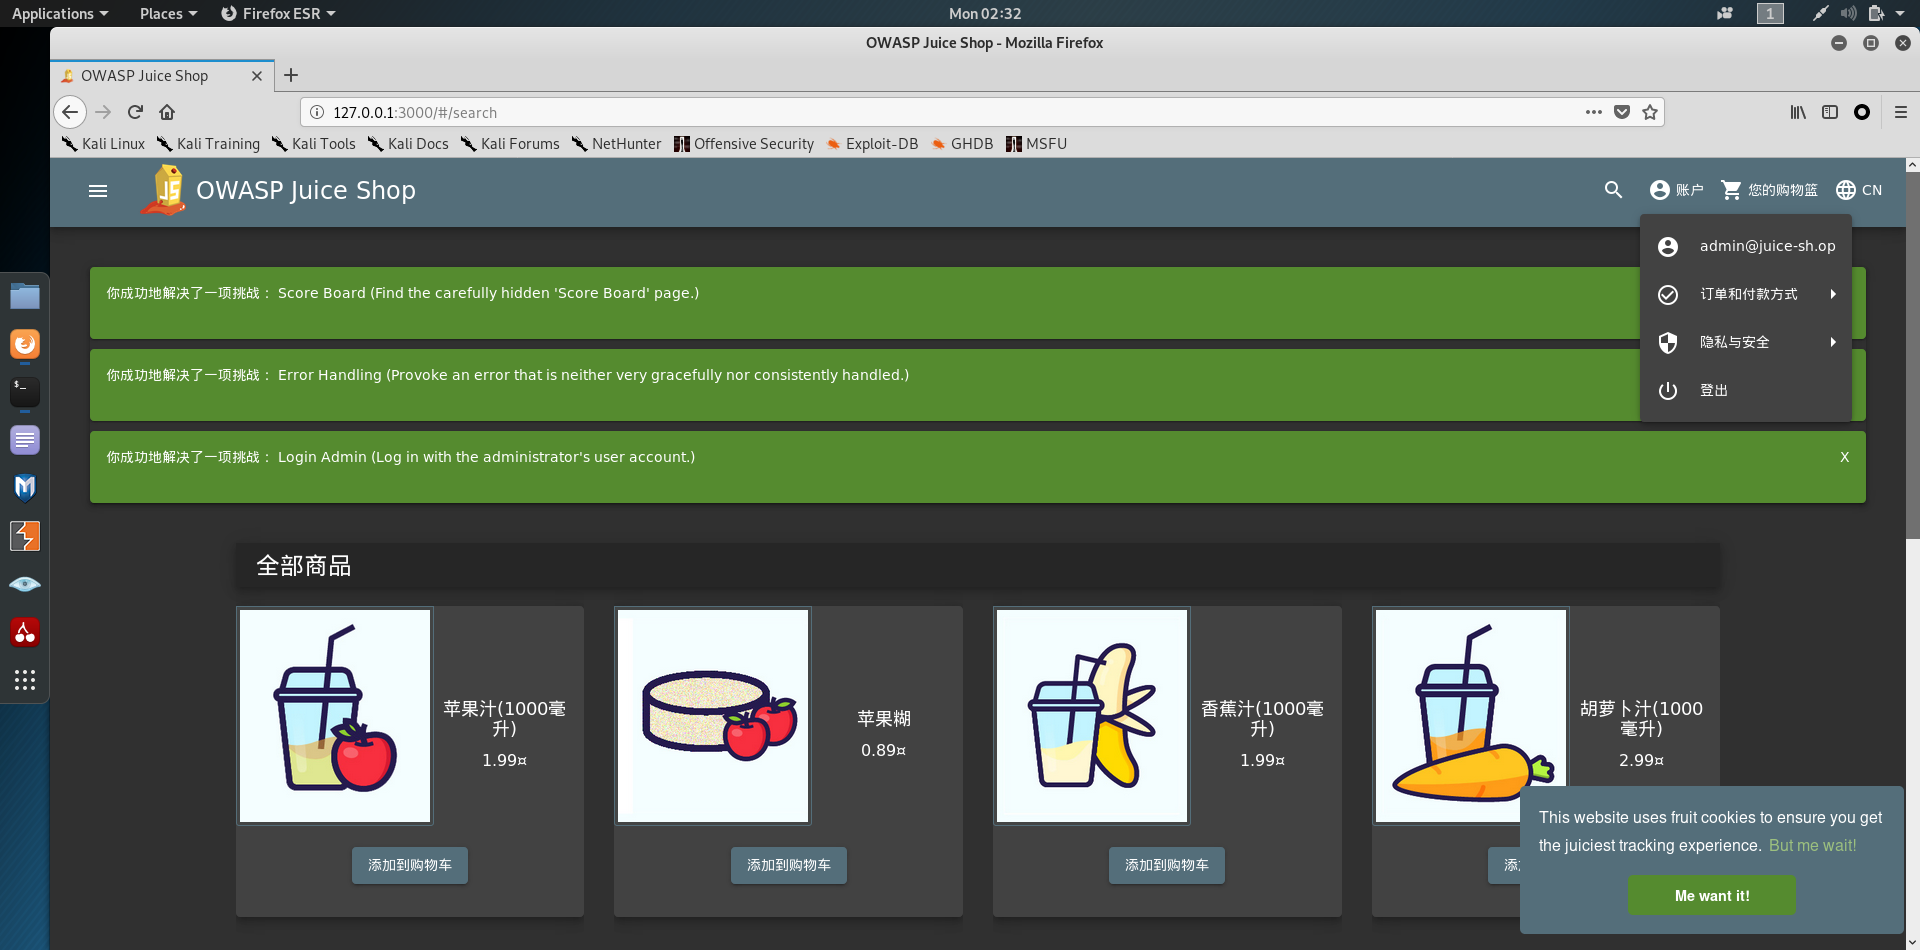 Applications Places Firefox ESR Mon 02:32 1
OWASP Juice Shop - Mozilla Firefox
OWASP Juice Shop
127.0.0.1:3000/#/search
Kali Linux Kali Training Kali Tools Kali Docs Kali Forums NetHunter Offensive Security Exploit-DB GHDB MSFU
JS OWASP Juice Shop 账户 您的购物篮 CN
admin@juice-sh.op
订单和付款方式
隐私与安全
登出
你成功地解决了一项挑战: Score Board (Find the carefully hidden 'Score Board' page.)
你成功地解决了一项挑战: Error Handling (Provoke an error that is neither very gracefully nor consistently handled.)
你成功地解决了一项挑战: Login Admin (Log in with the administrator's user account.) X
全部商品
苹果汁(1000毫
升)
1.99¤
添加到购物车
苹果糊
0.89¤
添加到购物车
香蕉汁(1000毫
升)
1.99¤
添加到购物车
胡萝卜汁(1000
毫升)
2.99¤
添
This website uses fruit cookies to ensure you get
the juiciest tracking experience. But me wait!
Me want it!